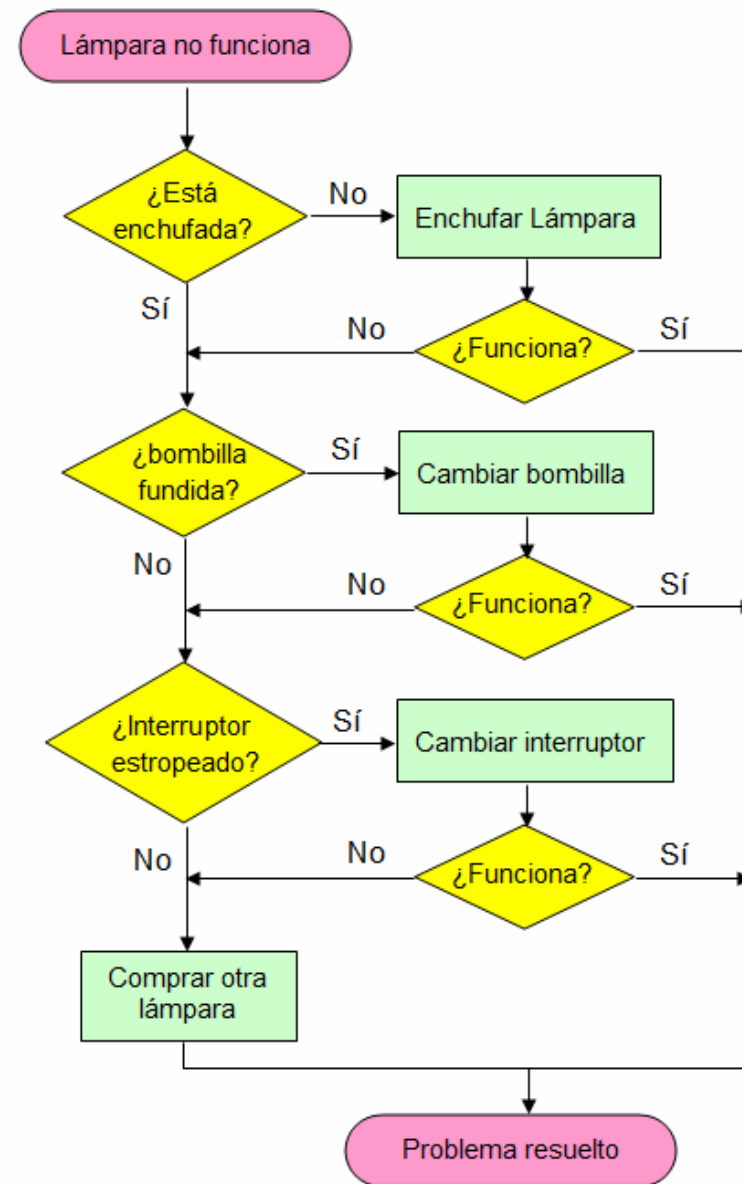 Lámpara no funciona
¿Está
enchufada?
No
Enchufar Lámpara
Sí
No
¿Funciona?
Sí
¿bombilla
fundida?
Sí
Cambiar bombilla
No
No
¿Funciona?
Sí
¿Interruptor
estropeado?
Sí
Cambiar interruptor
No
No
¿Funciona?
Sí
Comprar otra
lámpara
Problema resuelto